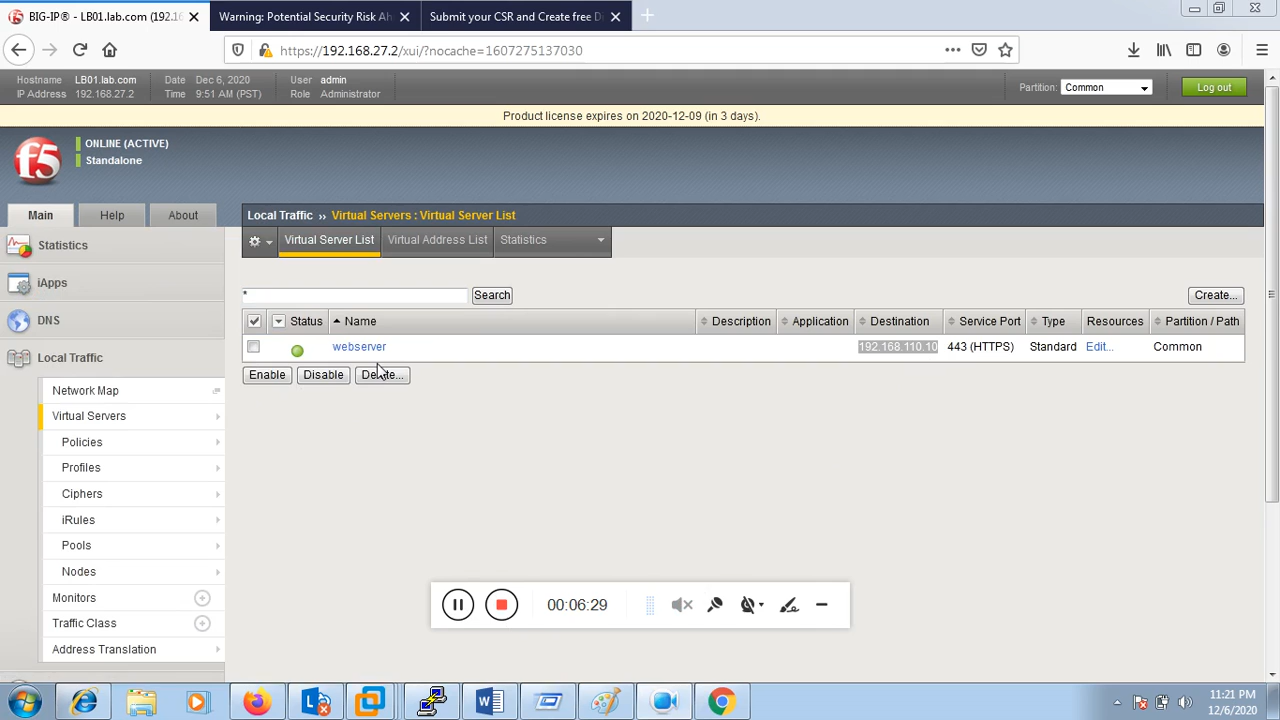 BIG-IP® - LB01.lab.com (192.16
Warning: Potential Security Risk Ah
Submit your CSR and Create free D
https://192.168.27.2/xui/?nocache=1607275137030
Hostname LB01.lab.com Date Dec 6, 2020 User admin
IP Address 192.168.27.2 Time 9:51 AM (PST) Role Administrator
Partition: Common Log out
Product license expires on 2020-12-09 (in 3 days).
f5
ONLINE (ACTIVE)
Standalone
Main Help About
Local Traffic ›› Virtual Servers : Virtual Server List
Statistics
iApps
DNS
Local Traffic
Network Map
Virtual Servers
Policies
Profiles
Ciphers
iRules
Pools
Nodes
Monitors
Traffic Class
Address Translation
Virtual Server List Virtual Address List Statistics
* Search Create...
Status Name Description Application Destination Service Port Type Resources Partition / Path
webserver 192.168.110.10 443 (HTTPS) Standard Edit... Common
Enable Disable Delete...
00:06:29
11:21 PM
12/6/2020